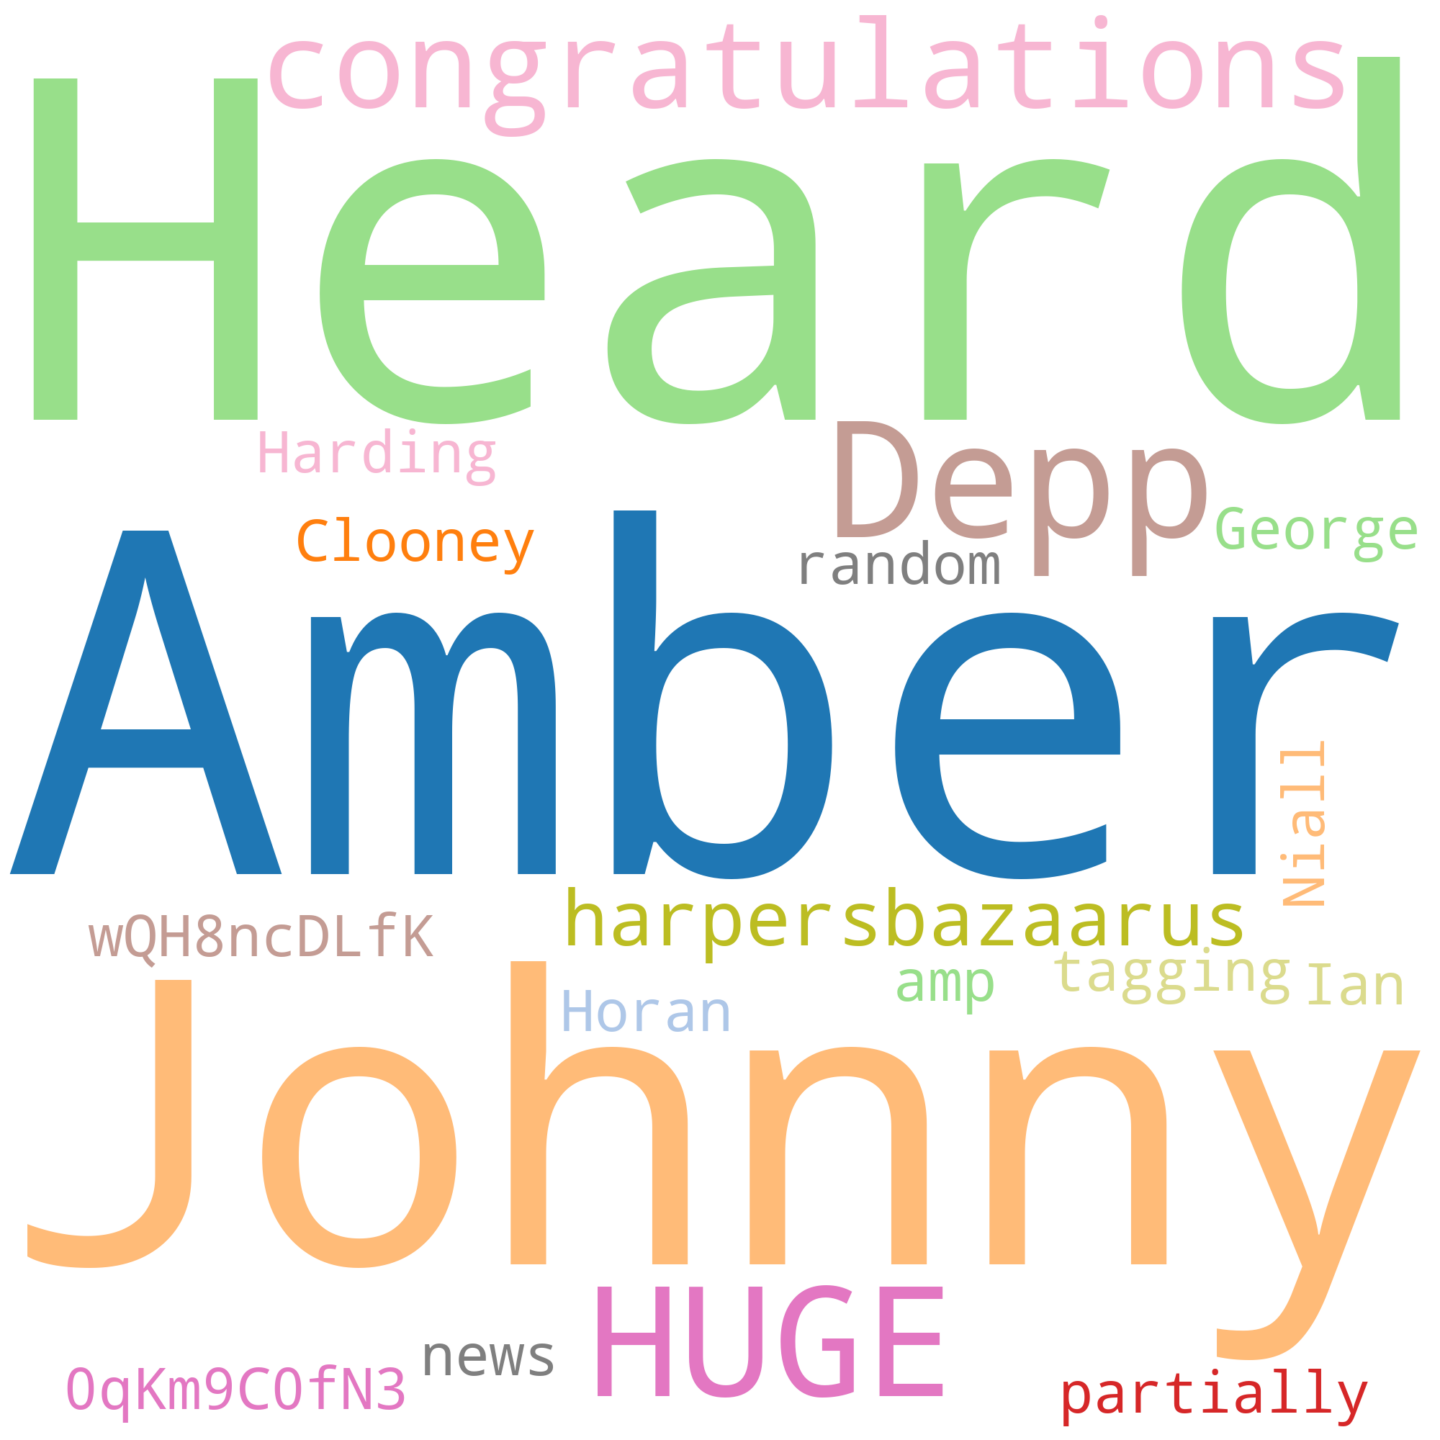 congratulations
Heard
Harding
Depp
Clooney
random
George
Amber
Niall
wQH8ncDLfK
harpersbazaarus
Horan
amp
tagging
Ian
Johnny
HUGE
news
0qKm9C0fN3
partially